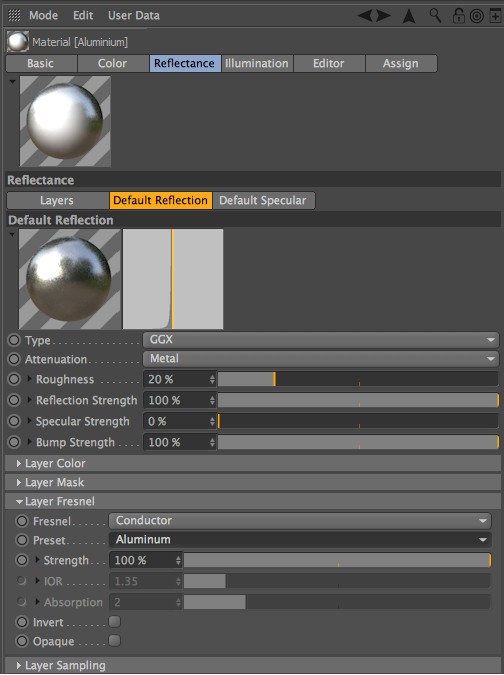 Mode Edit User Data
Material [Aluminium]
Basic Color Reflectance Illumination Editor Assign
Reflectance
Layers Default Reflection Default Specular
Default Reflection
Type GGX
Attenuation Metal
Roughness 20 %
Reflection Strength 100 %
Specular Strength 0 %
Bump Strength 100 %
Layer Color
Layer Mask
Layer Fresnel
Fresnel Conductor
Preset Aluminum
Strength 100 %
IOR 1.35
Absorption 2
Invert
Opaque
Layer Sampling